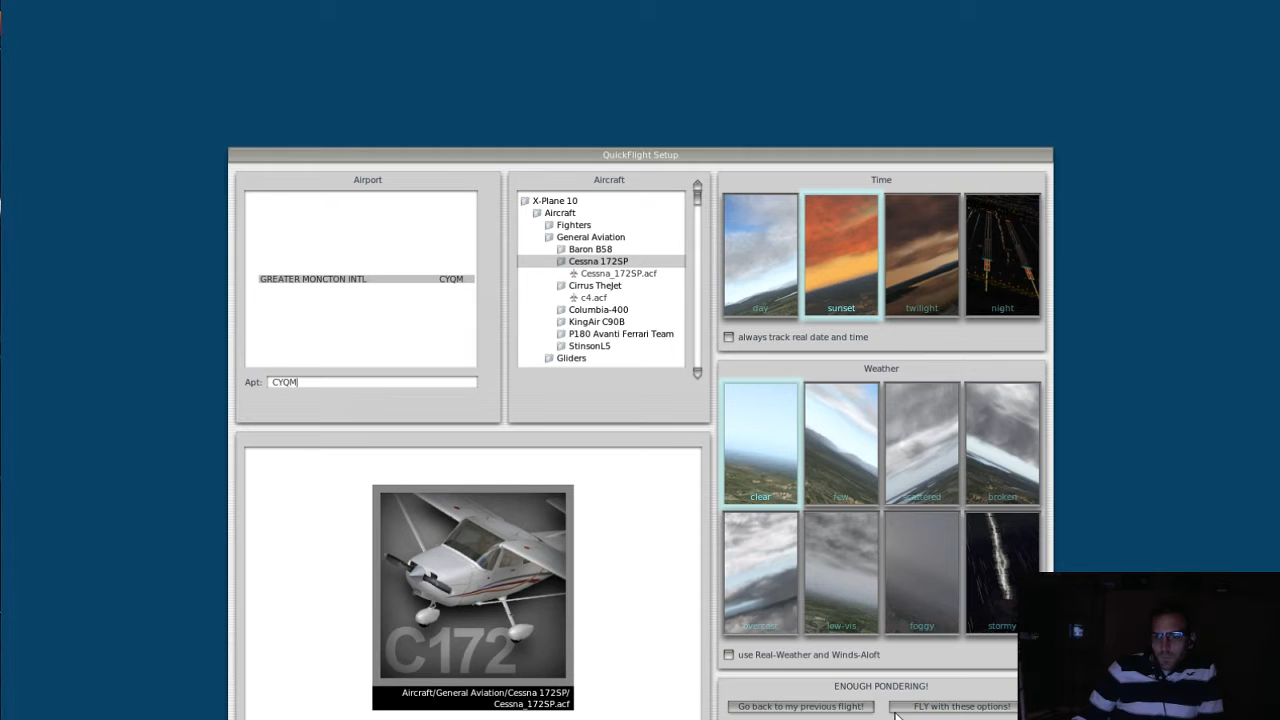 QuickFlight Setup
Airport
GREATER MONCTON INTL CYQM
Apt: CYQM
Aircraft
X-Plane 10
Aircraft
Fighters
General Aviation
Baron B58
Cessna 172SP
Cessna_172SP.acf
Cirrus TheJet
c4.acf
Columbia-400
KingAir C90B
P180 Avanti Ferrari Team
StinsonL5
Gliders
Time
day sunset twilight night
always track real date and time
Weather
clear few scattered broken
overcast low-vis foggy stormy
use Real-Weather and Winds-Aloft
C172
Aircraft/General Aviation/Cessna 172SP/
Cessna_172SP.acf
ENOUGH PONDERING!
Go back to my previous flight! FLY with these options!